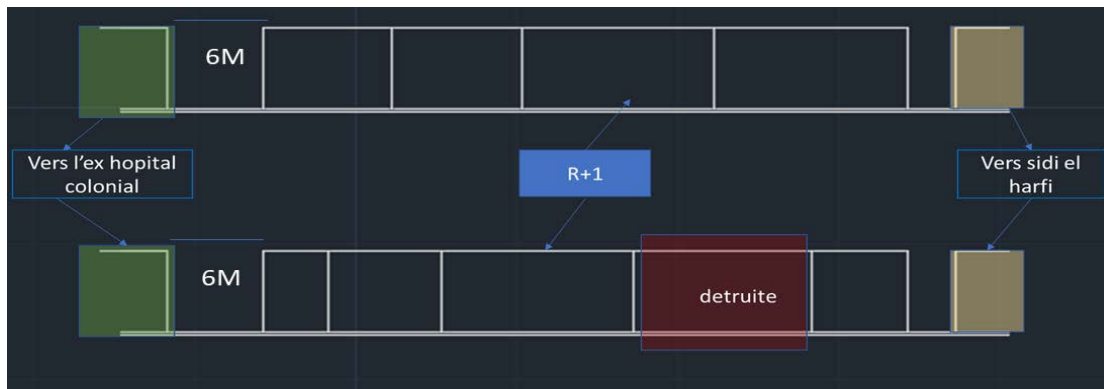 6M
Vers l'ex hopital
colonial
R+1
Vers sidi el
harfi
6M
detruite